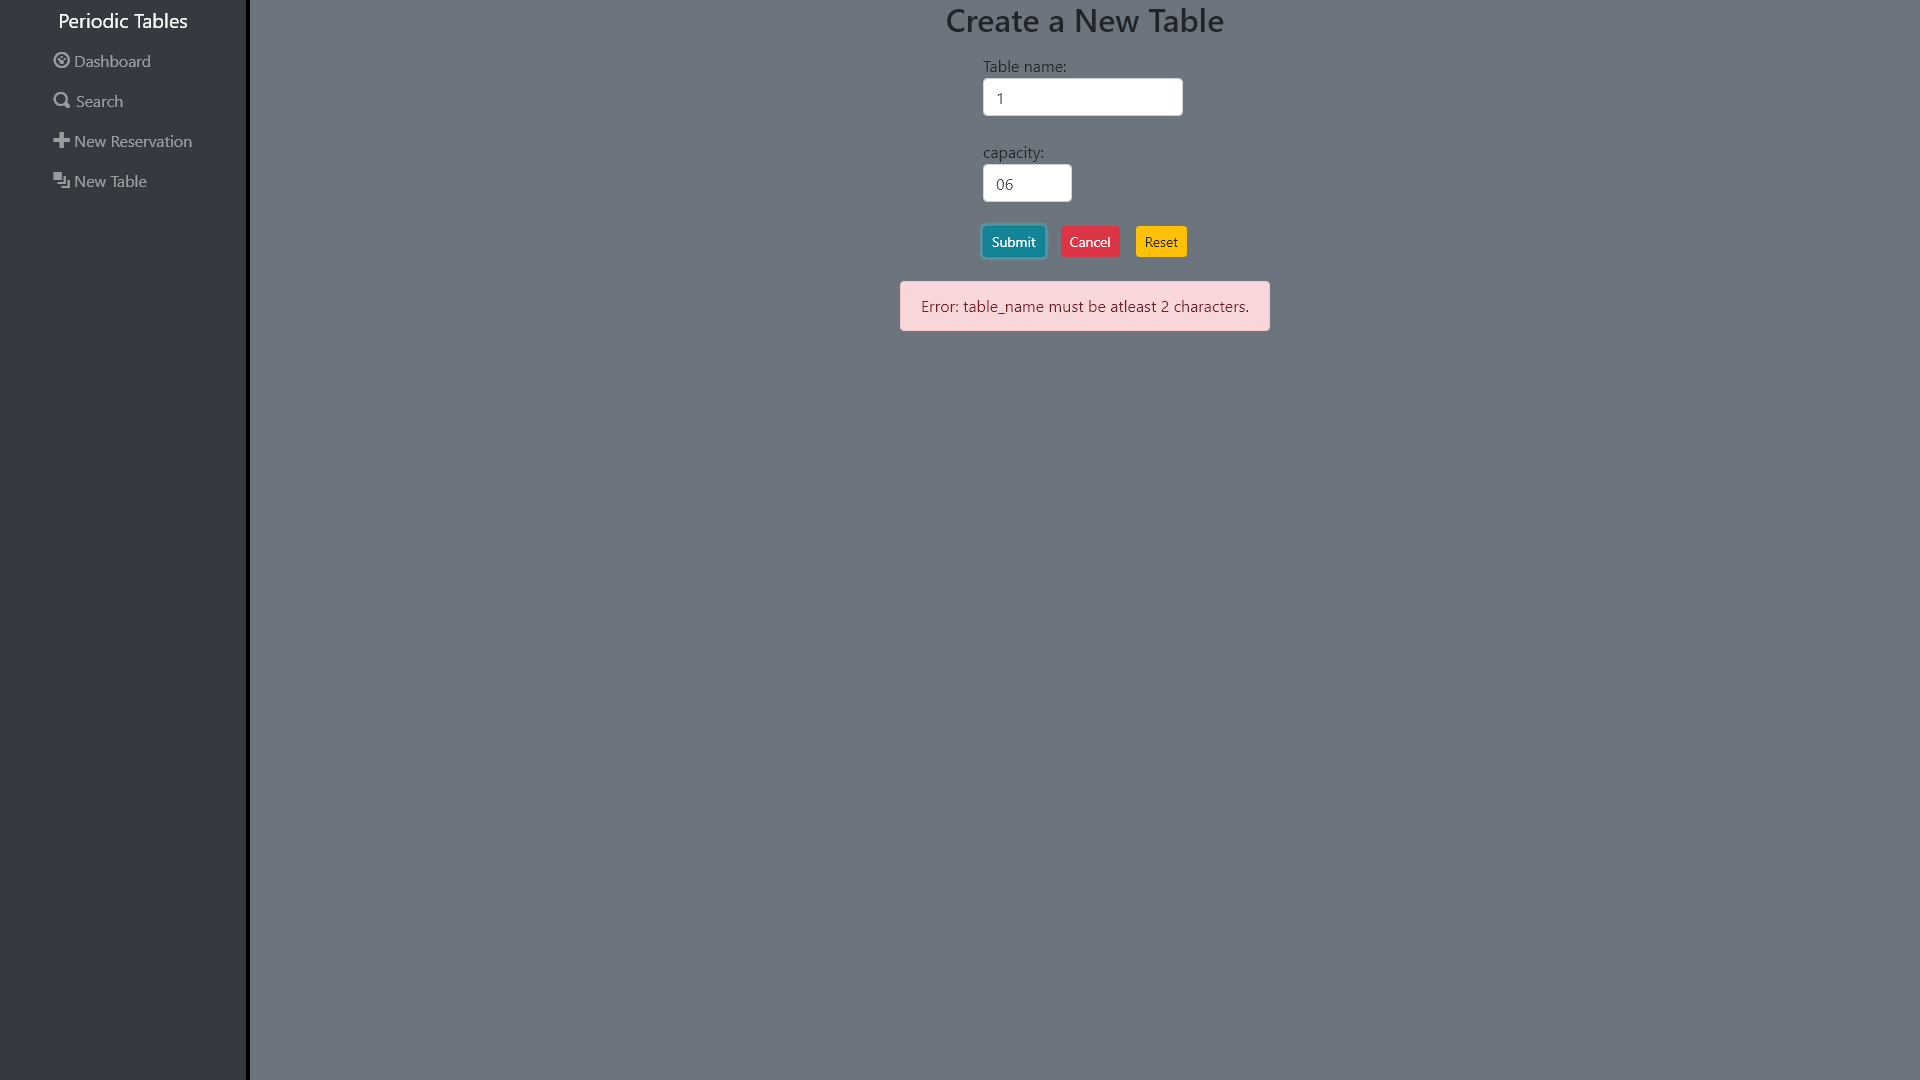 Periodic Tables
Dashboard
Search
New Reservation
New Table
Create a New Table
Table name:
1
capacity:
06
Submit Cancel Reset
Error: table_name must be atleast 2 characters.